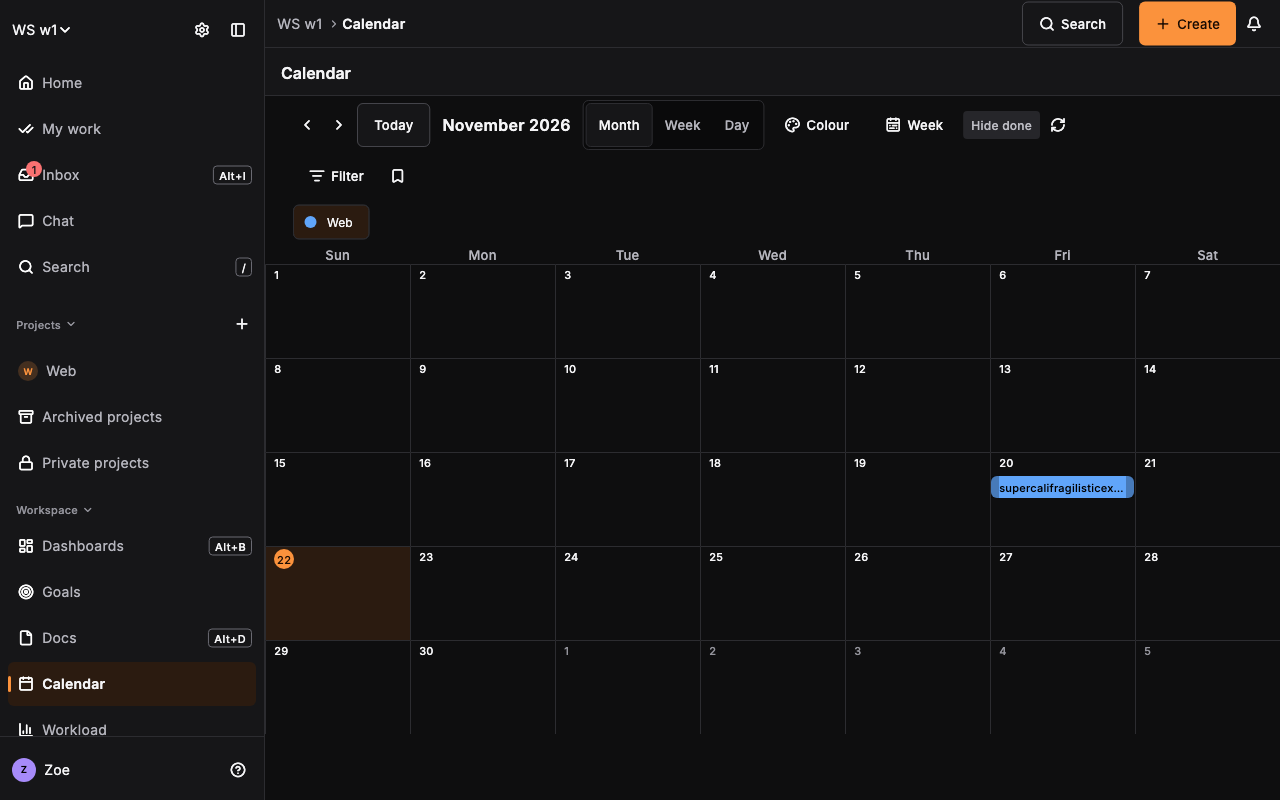 WS w1
Home
My work
1
Inbox
Alt+I
Chat
Search
/
Projects
W
Web
Archived projects
Private projects
Workspace
Dashboards
Alt+B
Goals
Docs
Alt+D
Calendar
Workload
Z
Zoe
WS w1 > Calendar
Search
Create
Calendar
Today
November 2026
Month
Week
Day
Colour
Week
Hide done
Filter
Web
Sun Mon Tue Wed Thu Fri Sat
1 2 3 4 5 6 7
8 9 10 11 12 13 14
15 16 17 18 19 20 21
supercalifragilisticex...
22 23 24 25 26 27 28
29 30 1 2 3 4 5